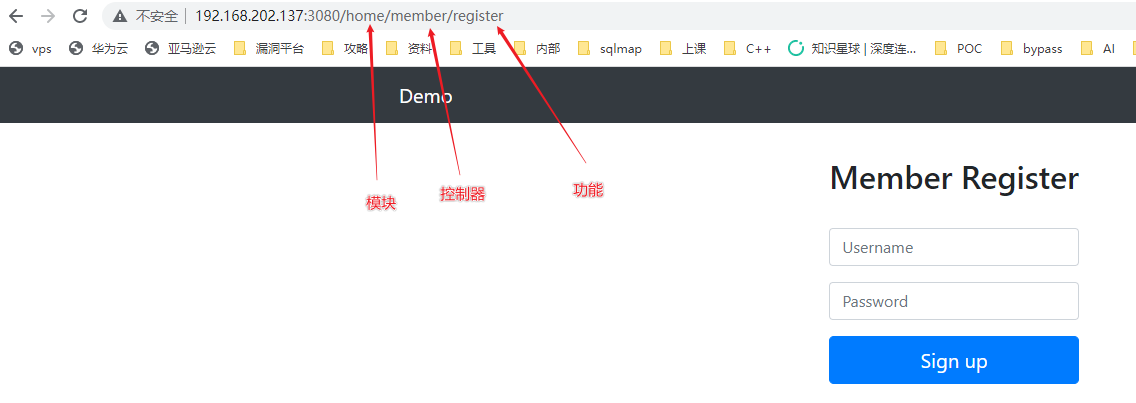 不安全 192.168.202.137:3080/home/member/register
vps 华为云 亚马逊云 漏洞平台 攻略 资料 工具 内部 sqlmap 上课 C++ 知识星球 | 深度连... POC bypass AI
Demo
Member Register
模块 控制器 功能
Username
Password
Sign up